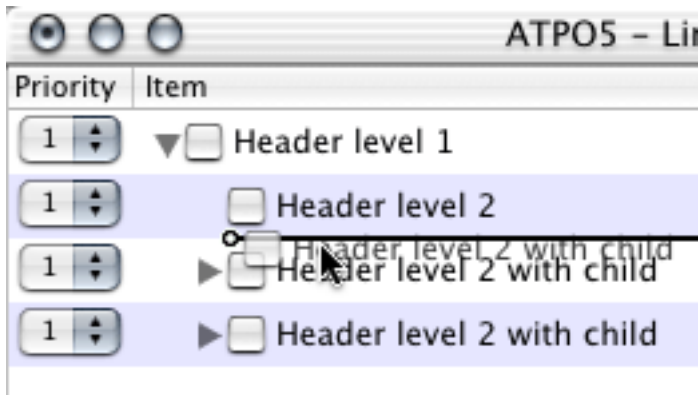 ATPO5 – Li
Priority Item
1 Header level 1
1 Header level 2
Header level 2 with child
1 Header level 2 with child
1 Header level 2 with child